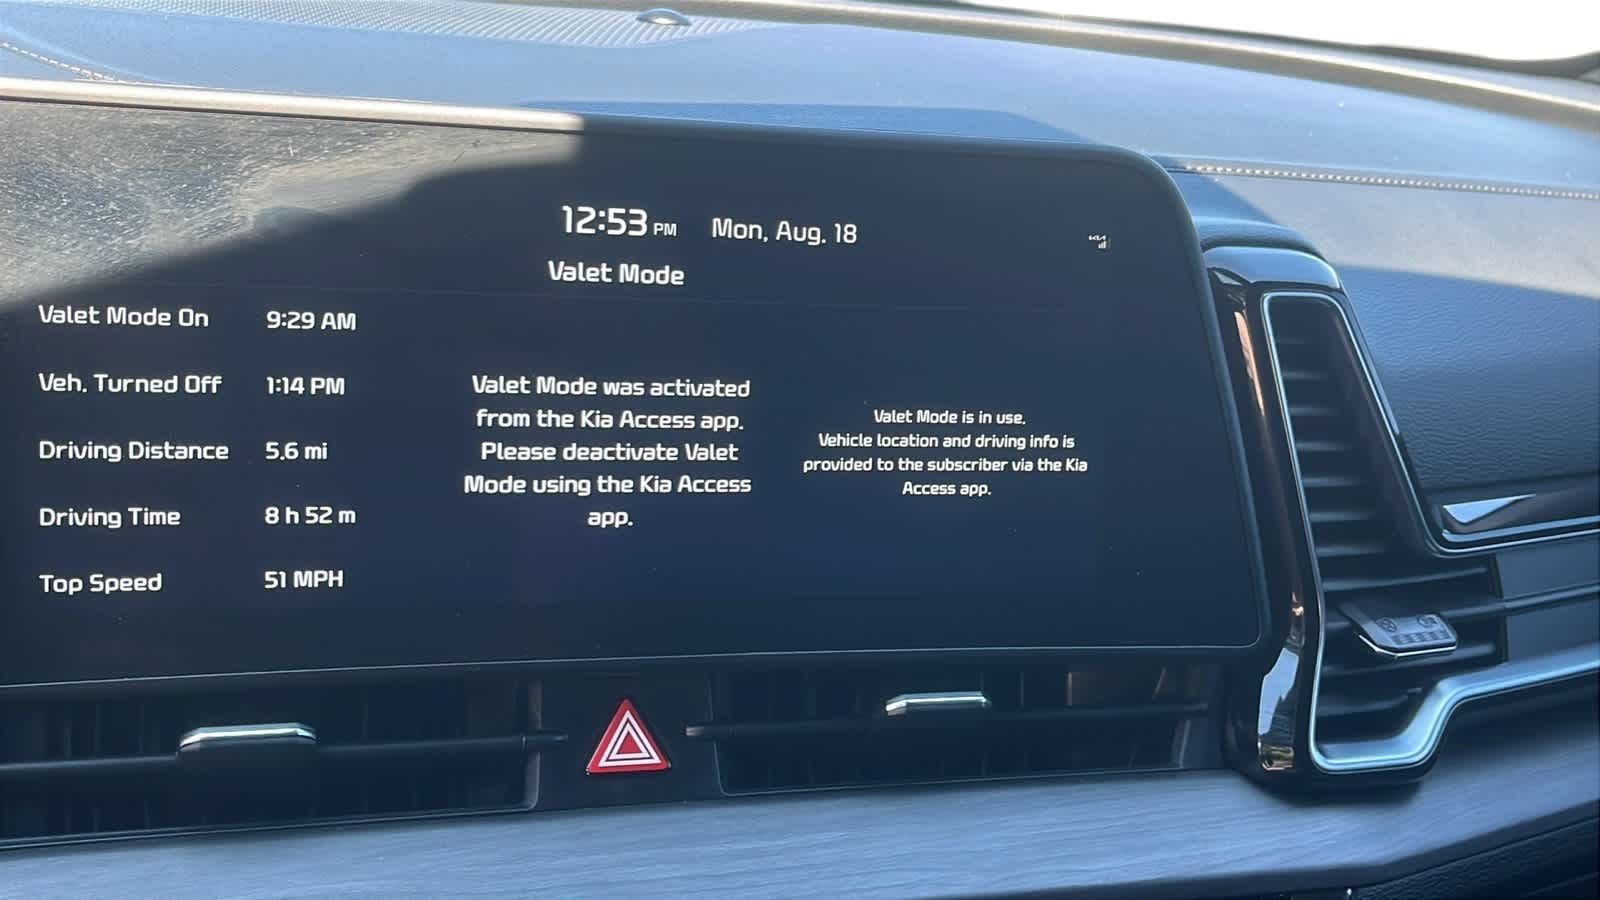 12:53 PM Mon, Aug. 18
KIA
Valet Mode
Valet Mode On 9:29 AM
Veh. Turned Off 1:14 PM
Driving Distance 5.6 mi
Driving Time 8 h 52 m
Top Speed 51 MPH
Valet Mode was activated
from the Kia Access app.
Please deactivate Valet
Mode using the Kia Access
app.
Valet Mode is in use.
Vehicle location and driving info is
provided to the subscriber via the Kia
Access app.